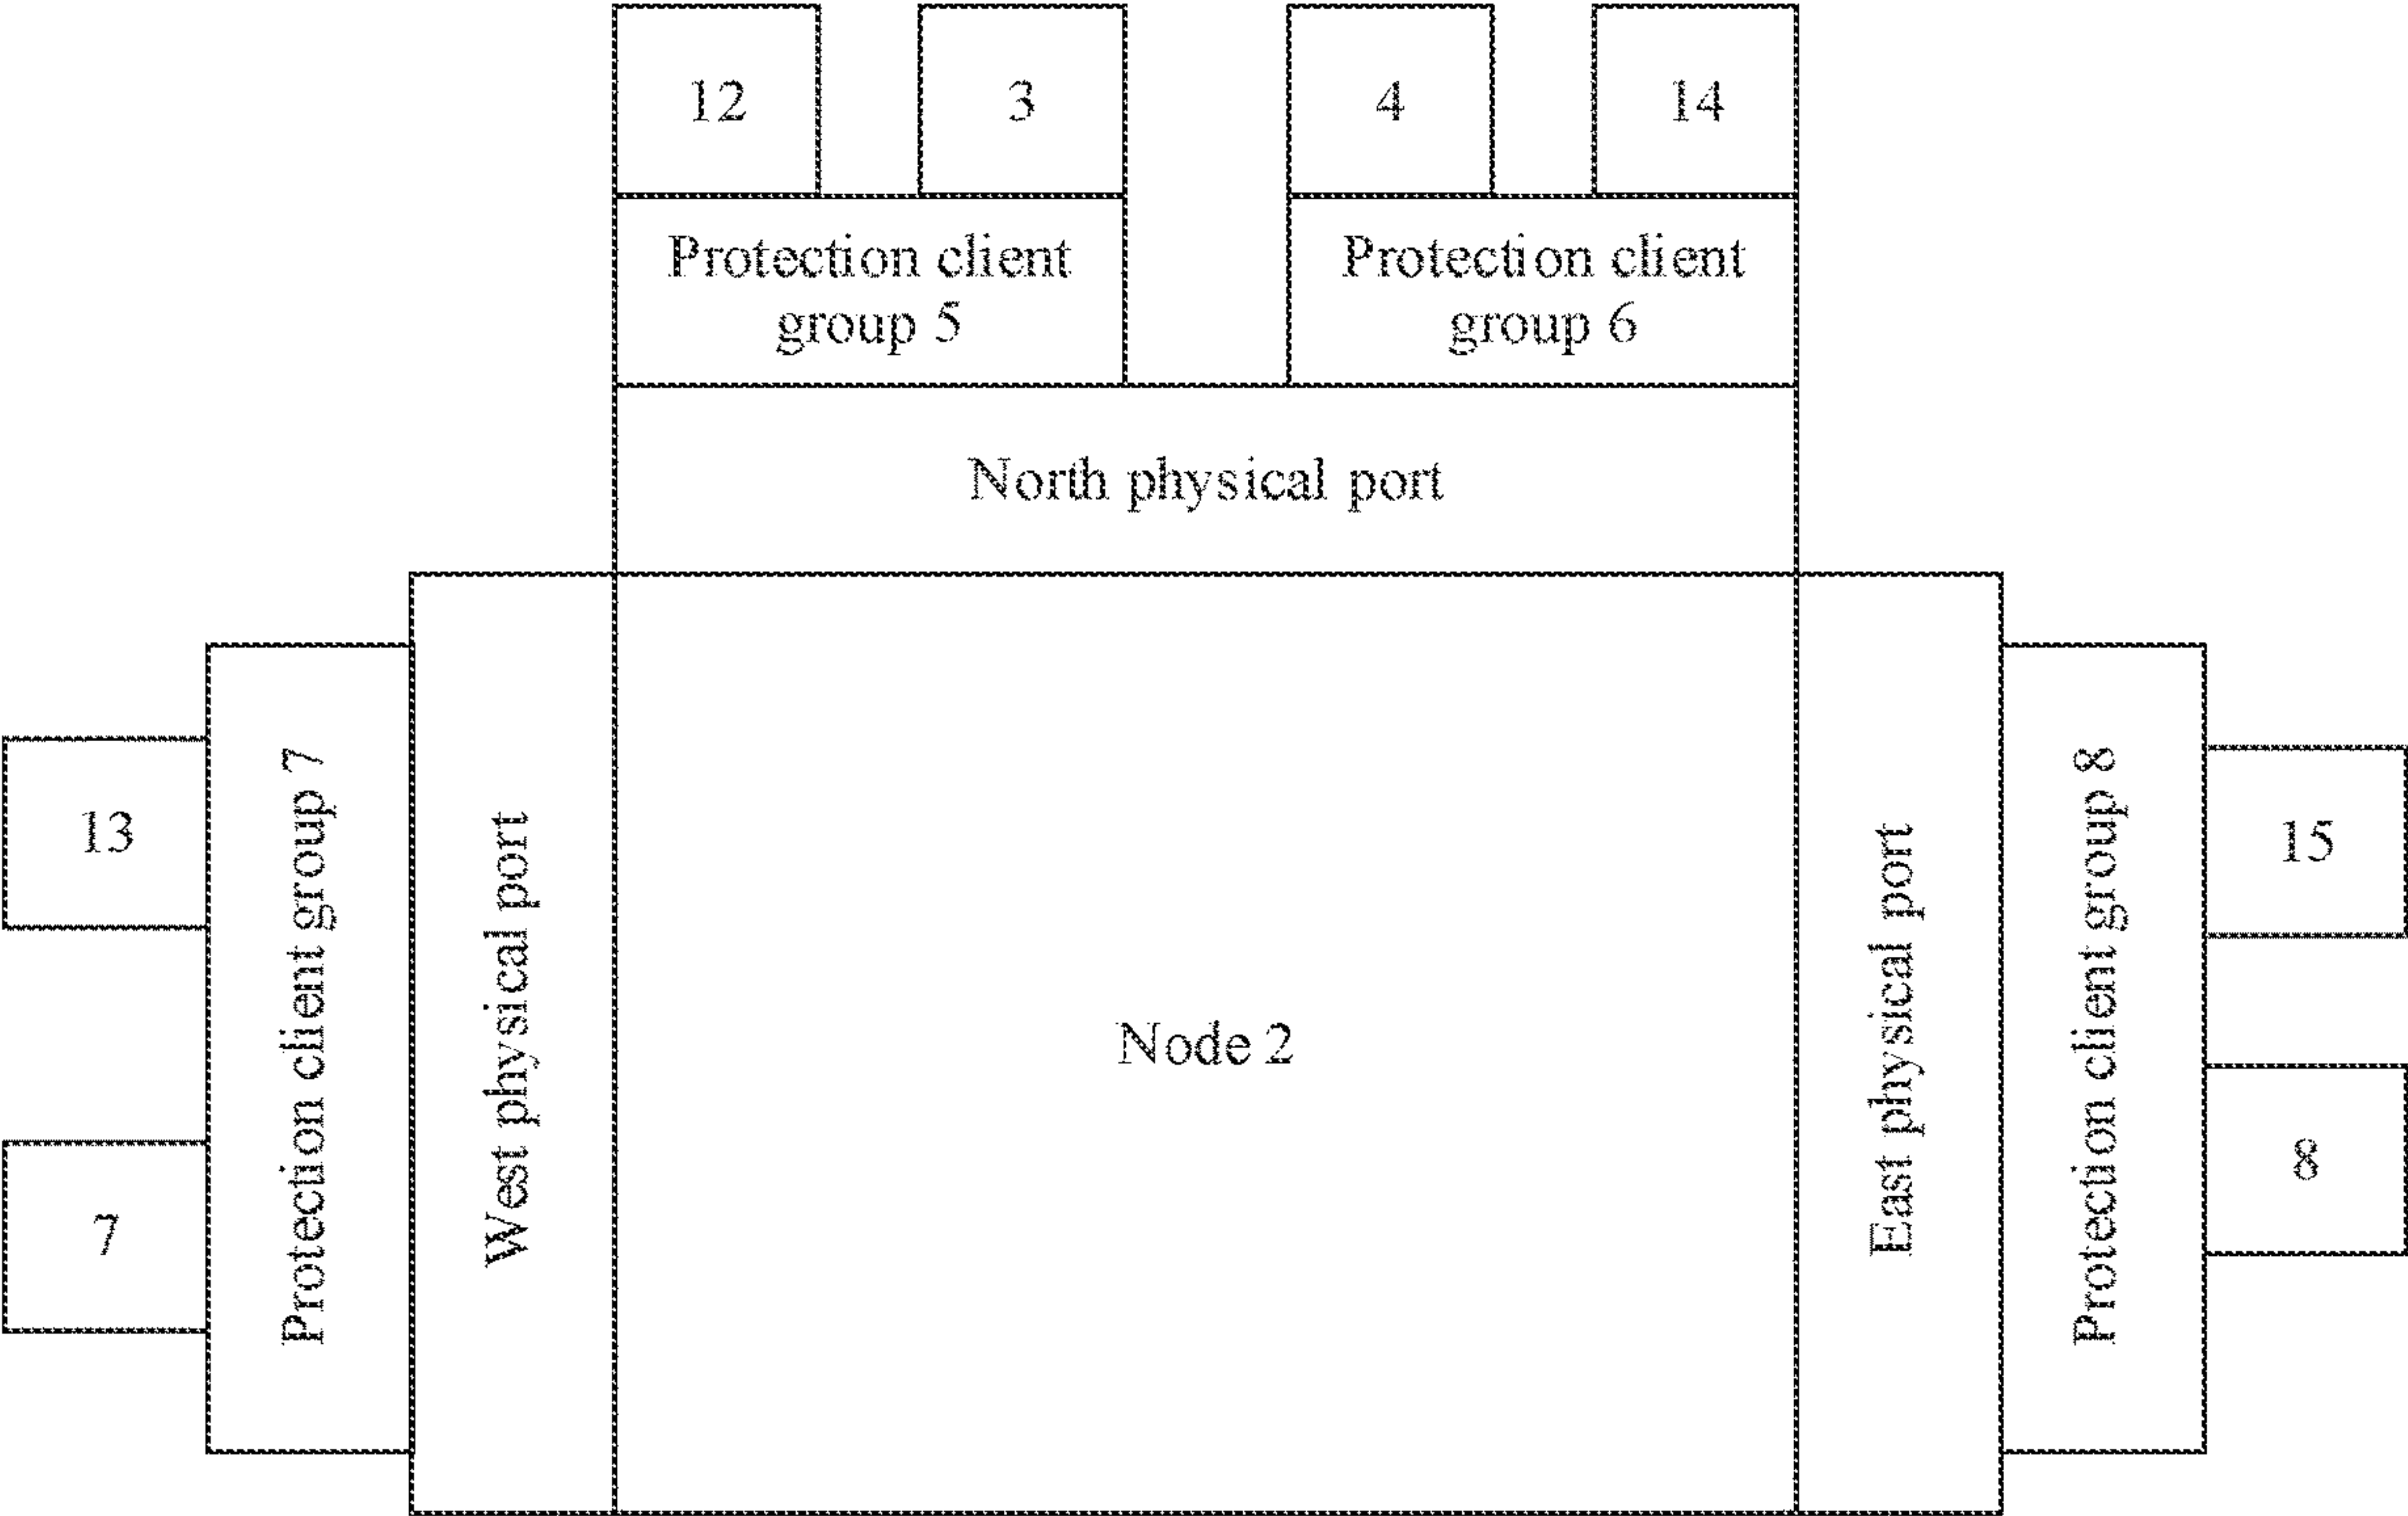 12
3
4
14
Protection client
group 5
Protection client
group 6
North physical port
13
7
Protection client group 7
West physical port
Node 2
East physical port
Protection client group 8
15
8